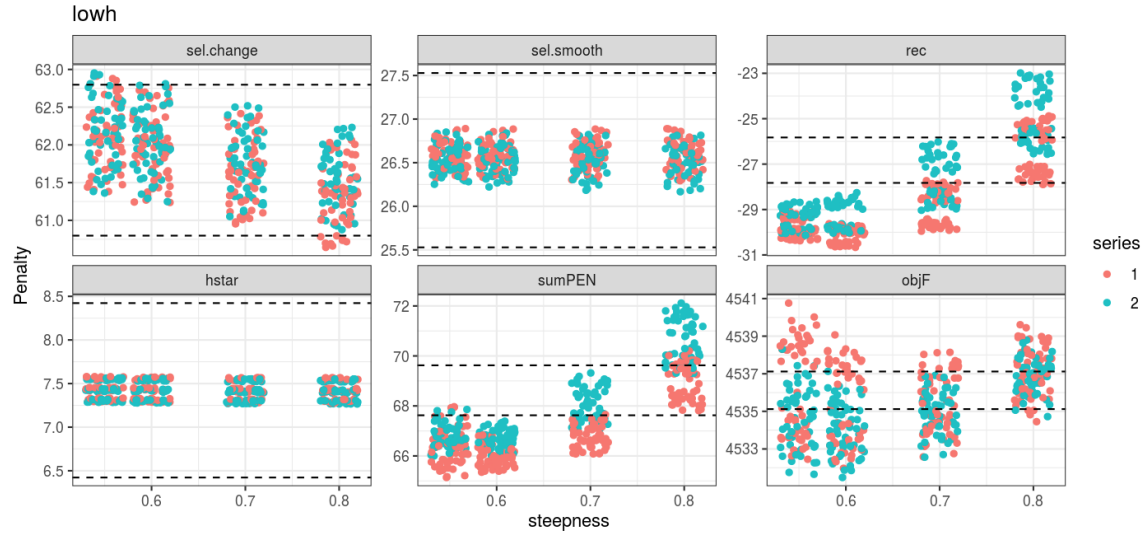 lowh
sel.change
sel.smooth
rec
63.0
62.5
62.0
61.5
61.0
27.5
27.0
26.5
26.0
25.5
-23
-25
-27
-29
-31
Penalty
hstar
sumPEN
objF
8.5
8.0
7.5
7.0
6.5
72
70
68
66
4541
4539
4537
4535
4533
0.6 0.7 0.8
0.6 0.7 0.8
0.6 0.7 0.8
steepness
series
1
2